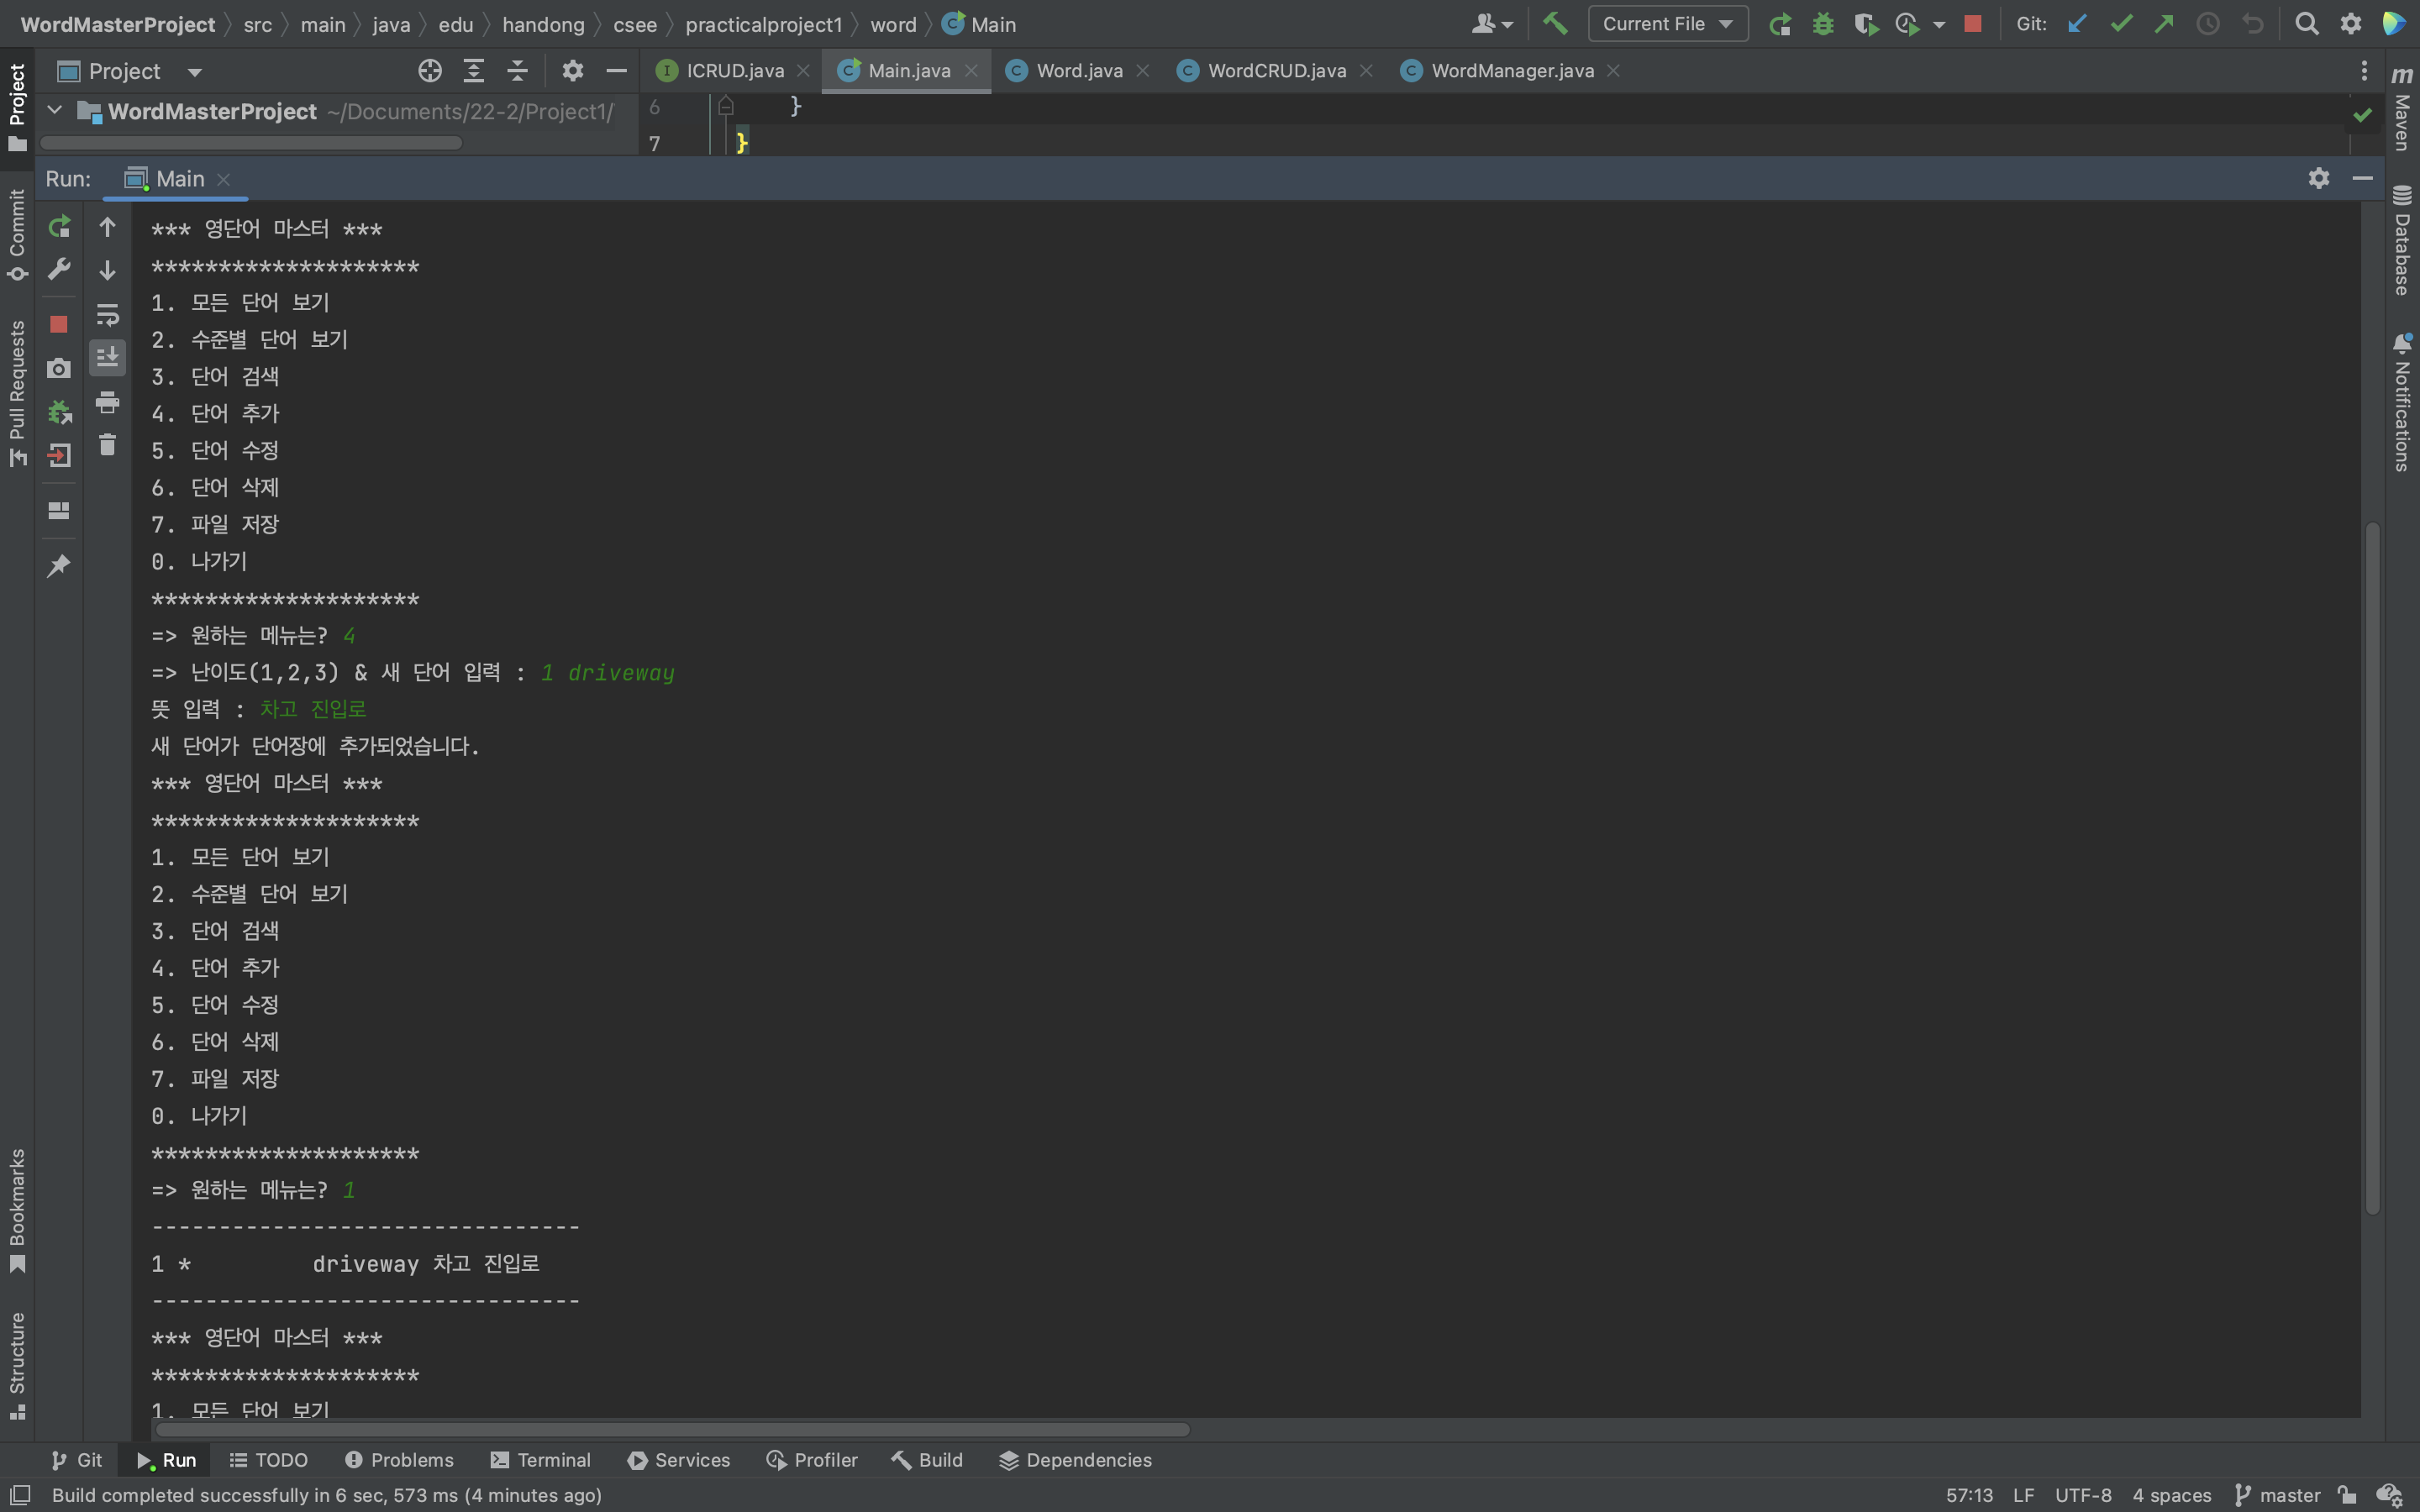 WordMasterProject src main java edu handong csee practicalproject1 word Main Current File Git:
Project ICRUD.java Main.java Word.java WordCRUD.java WordManager.java
WordMasterProject ~/Documents/22-2/Project1/ 6 }
7 }
Run: Main
*** 영단어 마스터 ***
********************
1. 모든 단어 보기
2. 수준별 단어 보기
3. 단어 검색
4. 단어 추가
5. 단어 수정
6. 단어 삭제
7. 파일 저장
0. 나가기
********************
=> 원하는 메뉴는? 4
=> 난이도(1,2,3) & 새 단어 입력 : 1 driveway
뜻 입력 : 차고 진입로
새 단어가 단어장에 추가되었습니다.
*** 영단어 마스터 ***
********************
1. 모든 단어 보기
2. 수준별 단어 보기
3. 단어 검색
4. 단어 추가
5. 단어 수정
6. 단어 삭제
7. 파일 저장
0. 나가기
********************
=> 원하는 메뉴는? 1
--------------------------------
1 *         driveway 차고 진입로
--------------------------------
*** 영단어 마스터 ***
********************
1. 모든 단어 보기
Project
Commit
Pull Requests
Bookmarks
Structure
m Maven
Database
Notifications
Git Run TODO Problems Terminal Services Profiler Build Dependencies
Build completed successfully in 6 sec, 573 ms (4 minutes ago) 57:13 LF UTF-8 4 spaces master